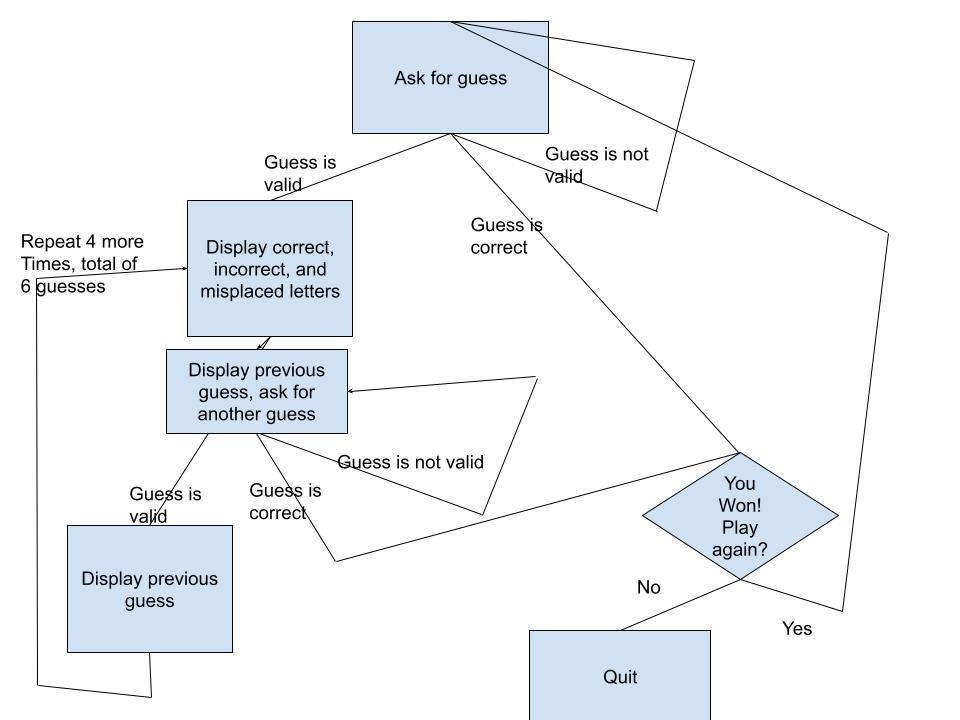 Ask for guess
Guess is not
valid
Guess is
valid
Guess is
correct
Repeat 4 more
Times, total of
6 guesses
Display correct,
incorrect, and
misplaced letters
Display previous
guess, ask for
another guess
Guess is not valid
Guess is
valid
Guess is
correct
You
Won!
Play
again?
Display previous
guess
No
Yes
Quit